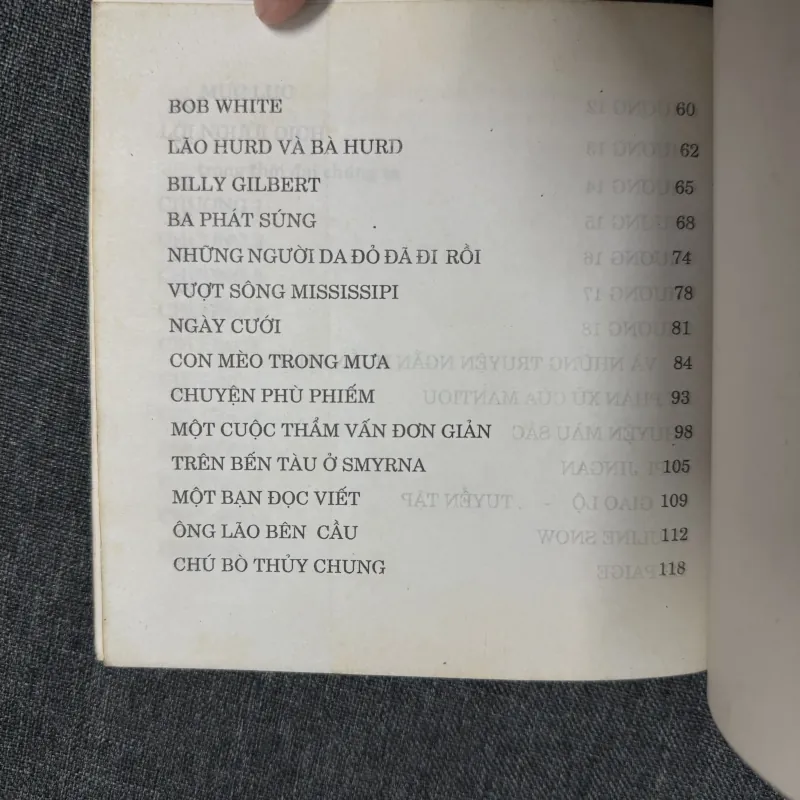 BOB WHITE 60
LÃO HURD VÀ BÀ HURD 62
BILLY GILBERT 65
BA PHÁT SÚNG 68
NHỮNG NGƯỜI DA ĐỎ ĐÃ ĐI RỒI 74
VƯỢT SÔNG MISSISSIPI 78
NGÀY CƯỚI 81
CON MÈO TRONG MƯA 84
CHUYỆN PHÙ PHIẾM 93
MỘT CUỘC THẨM VẤN ĐƠN GIẢN 98
TRÊN BẾN TÀU Ở SMYRNA 105
MỘT BẠN ĐỌC VIẾT 109
ÔNG LÃO BÊN CẦU 112
CHÚ BÒ THỦY CHUNG 118